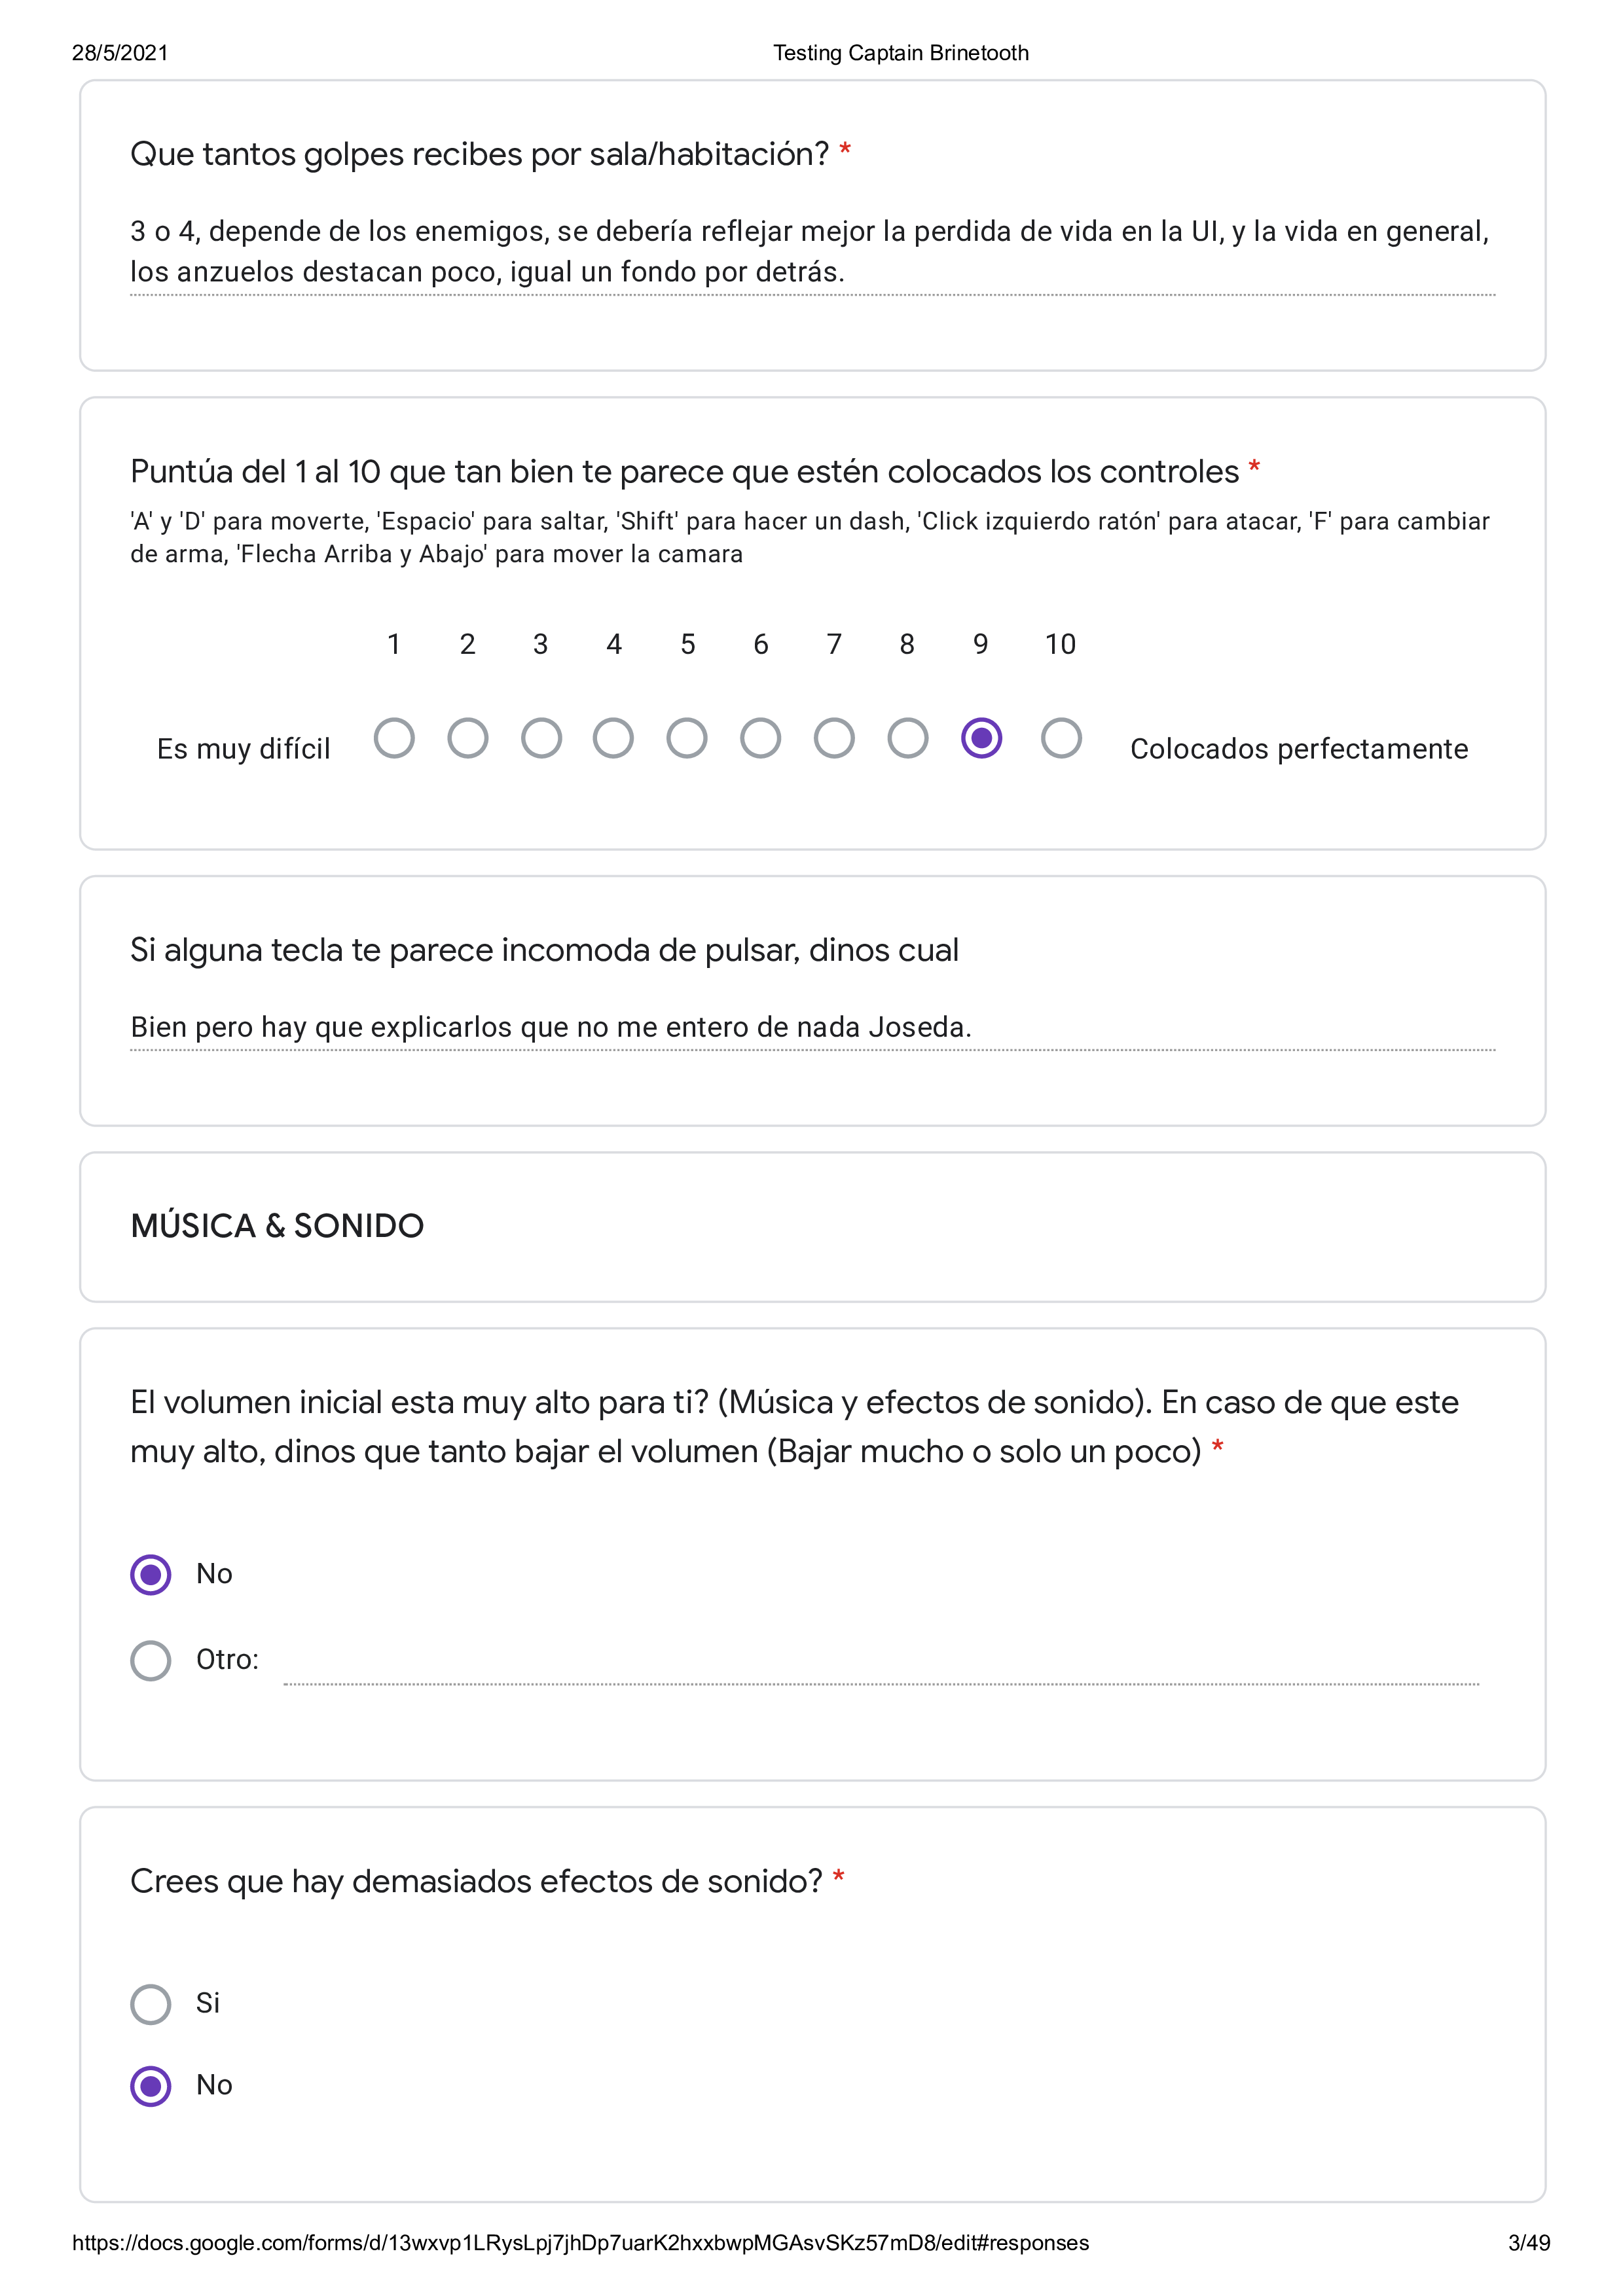 28/5/2021 Testing Captain Brinetooth
Que tantos golpes recibes por sala/habitación? *
3 o 4, depende de los enemigos, se debería reflejar mejor la perdida de vida en la UI, y la vida en general,
los anzuelos destacan poco, igual un fondo por detrás.
Puntúa del 1 al 10 que tan bien te parece que estén colocados los controles *
'A' y 'D' para moverte, 'Espacio' para saltar, 'Shift' para hacer un dash, 'Click izquierdo ratón' para atacar, 'F' para cambiar
de arma, 'Flecha Arriba y Abajo' para mover la camara
1 2 3 4 5 6 7 8 9 10
Es muy difícil Colocados perfectamente
Si alguna tecla te parece incomoda de pulsar, dinos cual
Bien pero hay que explicarlos que no me entero de nada Joseda.
MÚSICA & SONIDO
El volumen inicial esta muy alto para ti? (Música y efectos de sonido). En caso de que este
muy alto, dinos que tanto bajar el volumen (Bajar mucho o solo un poco) *
No
Otro:
Crees que hay demasiados efectos de sonido? *
Si
No
https://docs.google.com/forms/d/13wxvp1LRysLpj7jhDp7uarK2hxxbwpMGAsvSKz57mD8/edit#responses 3/49